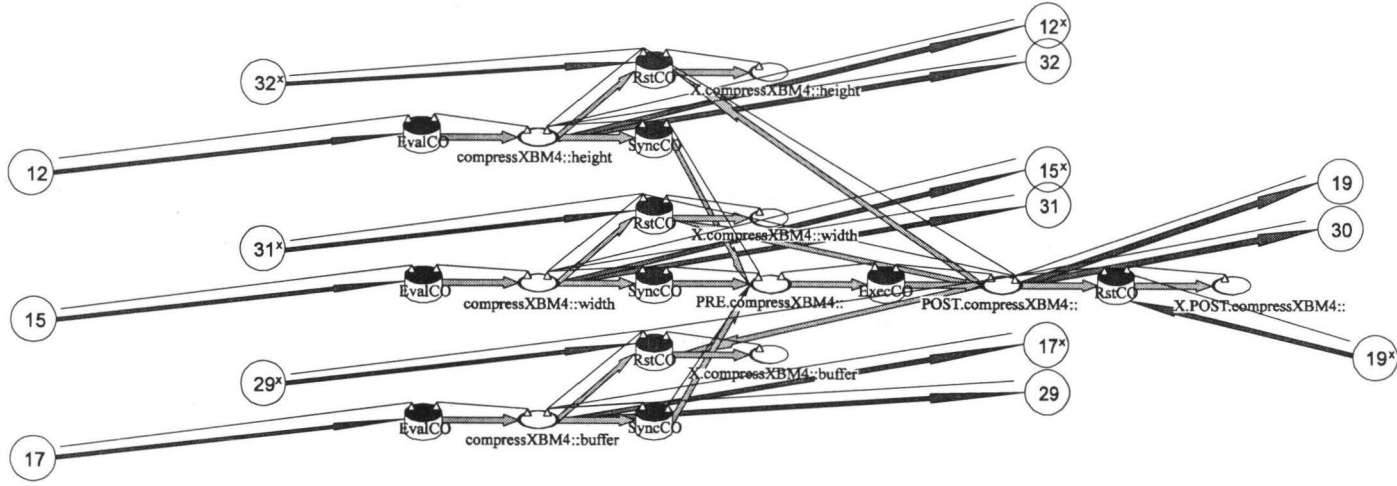 12ˣ
32
32ˣ
RstCO
X.compressXBM4::height
EvalCO
compressXBM4::height
SyncCO
12
15ˣ
19
31
31ˣ
RstCO
X.compressXBM4::width
30
EvalCO
compressXBM4::width
SyncCO
PRE.compressXBM4::
ExecCO
POST.compressXBM4::
RstCO
X.POST.compressXBM4::
15
17ˣ
19ˣ
RstCO
X.compressXBM4::buffer
29ˣ
29
EvalCO
compressXBM4::buffer
SyncCO
17